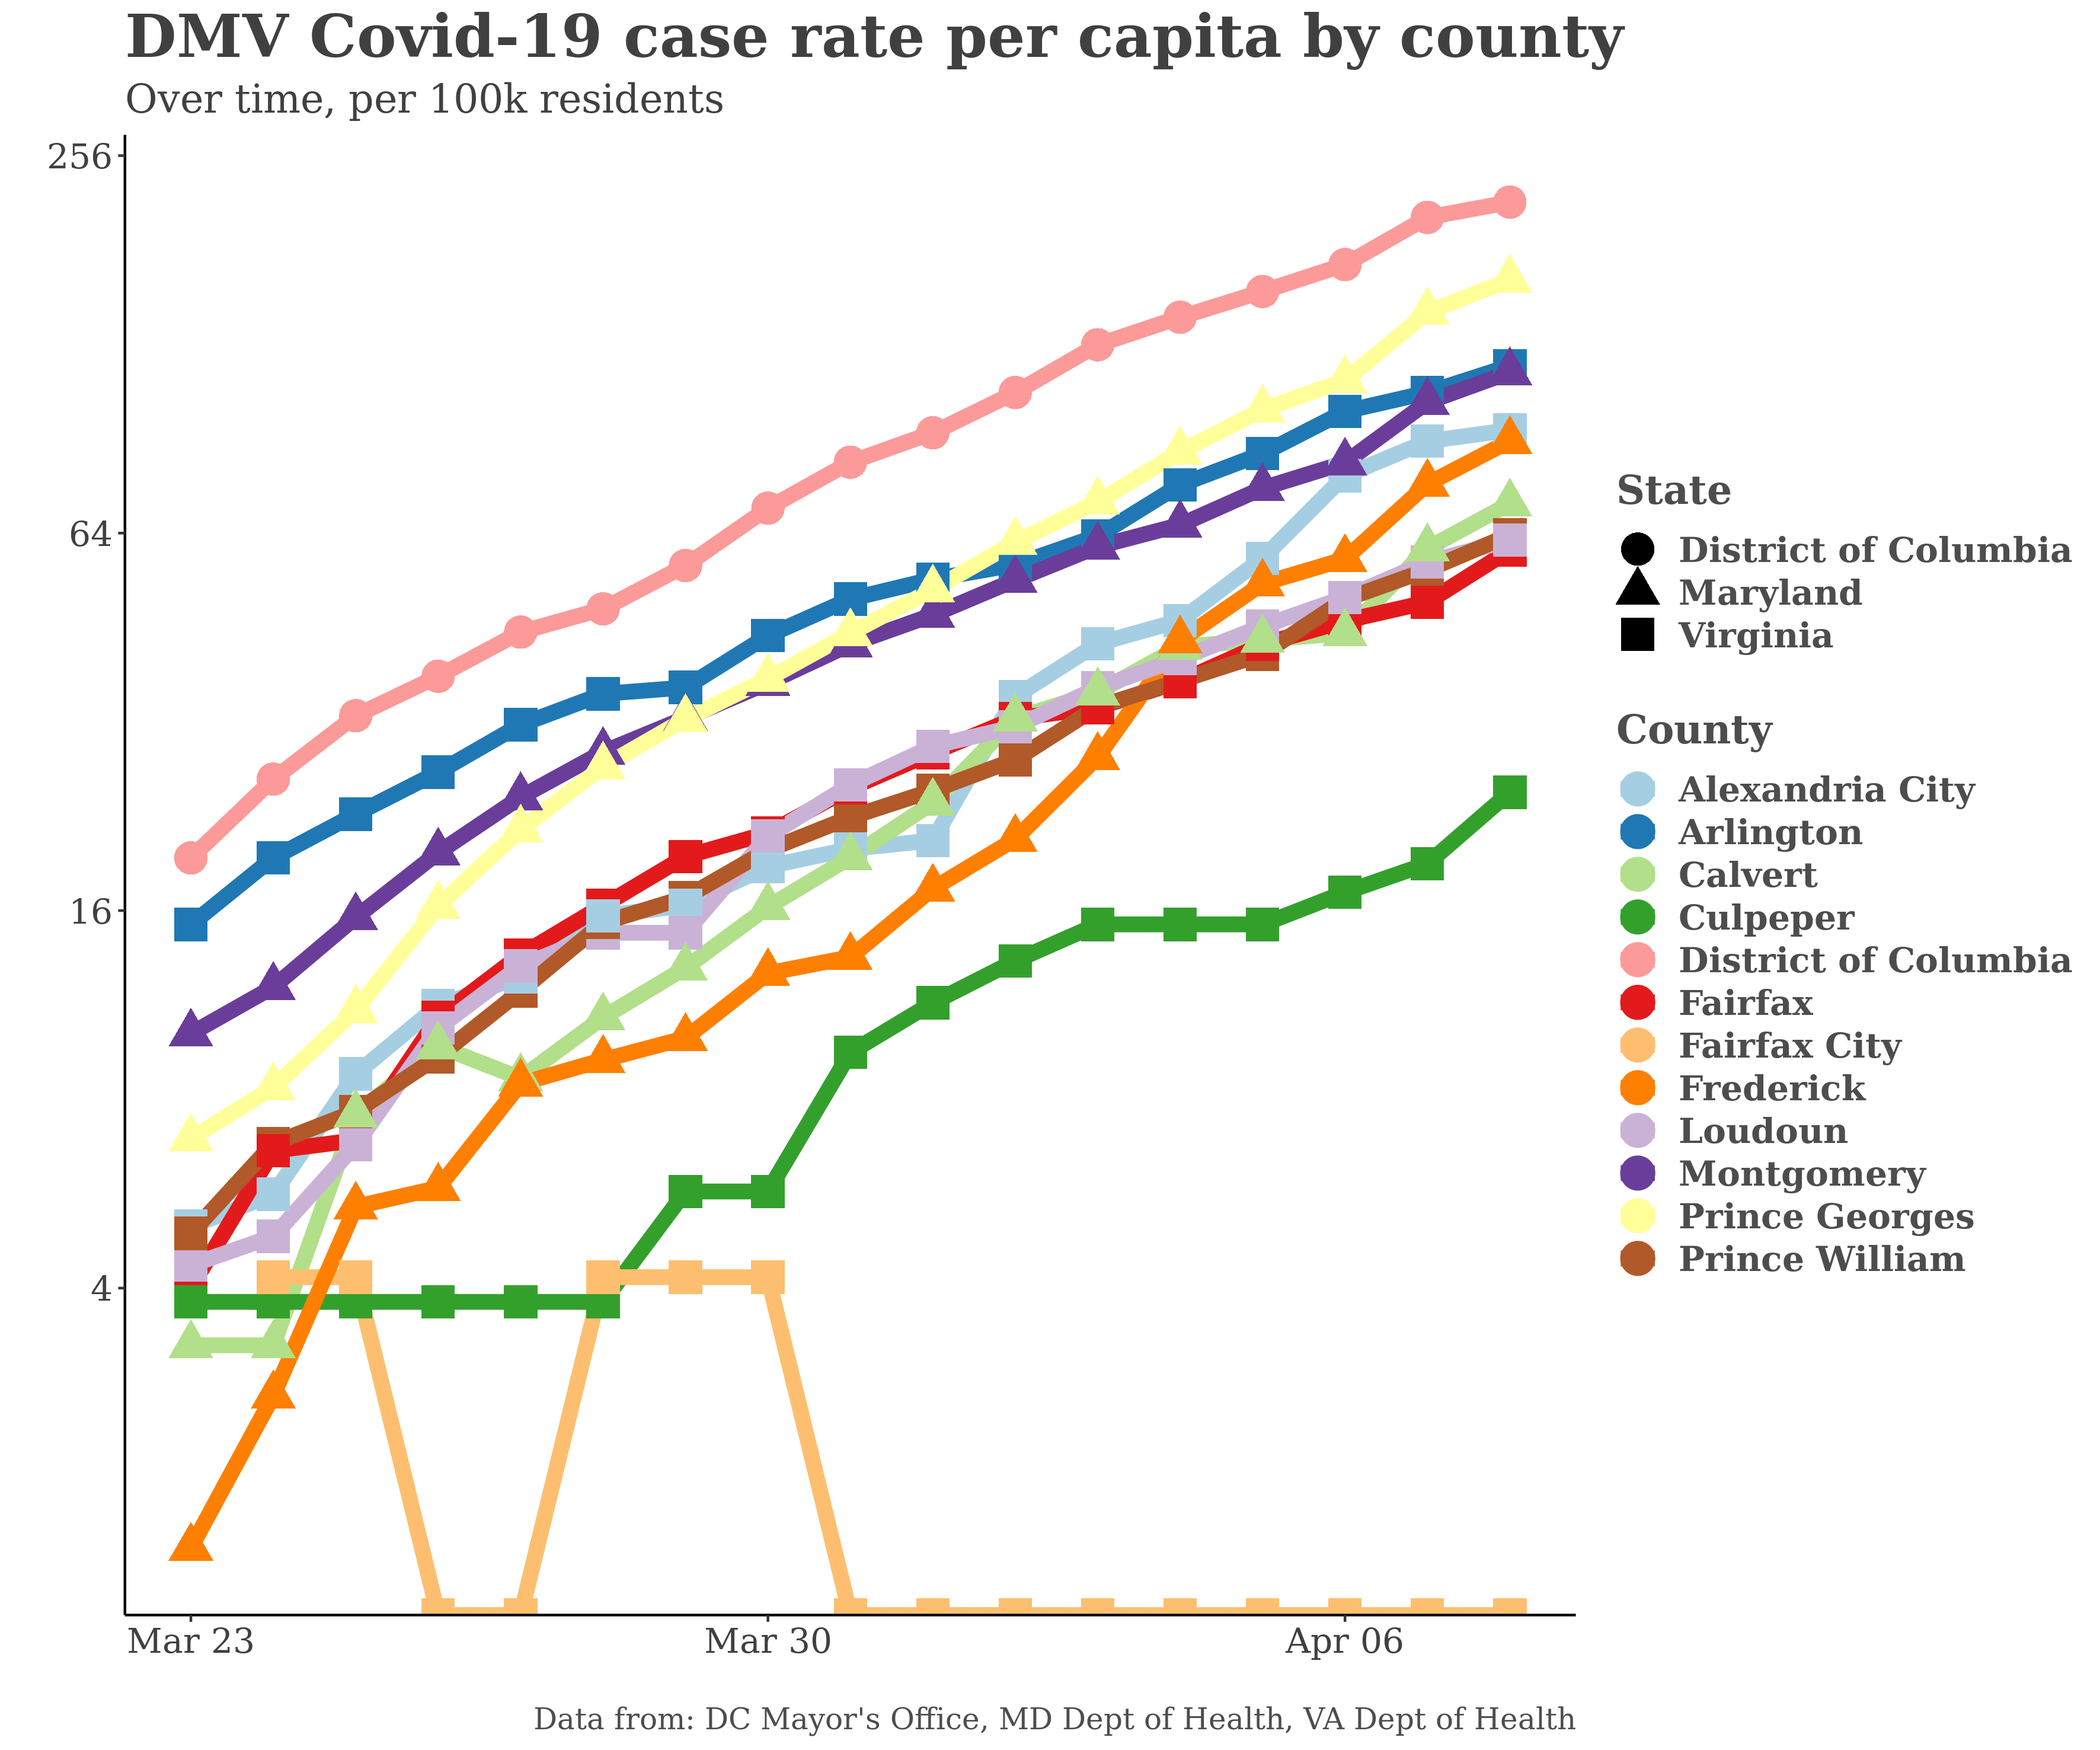 DMV Covid-19 case rate per capita by county
Over time, per 100k residents
256
64
16
4
Mar 23
Mar 30
Apr 06
State
District of Columbia
Maryland
Virginia
County
Alexandria City
Arlington
Calvert
Culpeper
District of Columbia
Fairfax
Fairfax City
Frederick
Loudoun
Montgomery
Prince Georges
Prince William
Data from: DC Mayor's Office, MD Dept of Health, VA Dept of Health